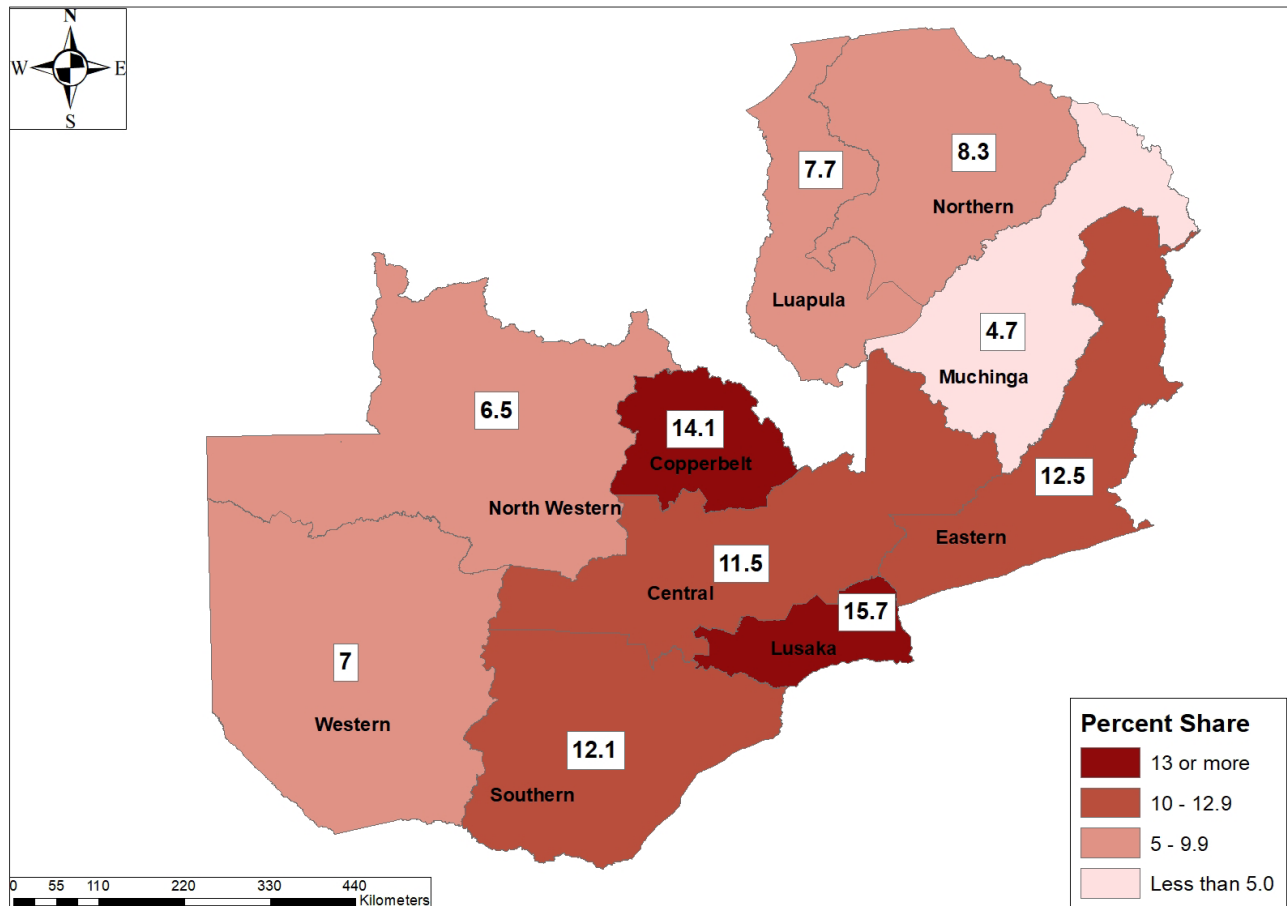 N
W E
S
8.3
7.7
Northern
Luapula
4.7
Muchinga
6.5
14.1
Copperbelt
12.5
North Western
Eastern
11.5
Central
15.7
Lusaka
7
Western
12.1
Southern
Percent Share
13 or more
10 - 12.9
5 - 9.9
Less than 5.0
0 55 110 220 330 440
Kilometers